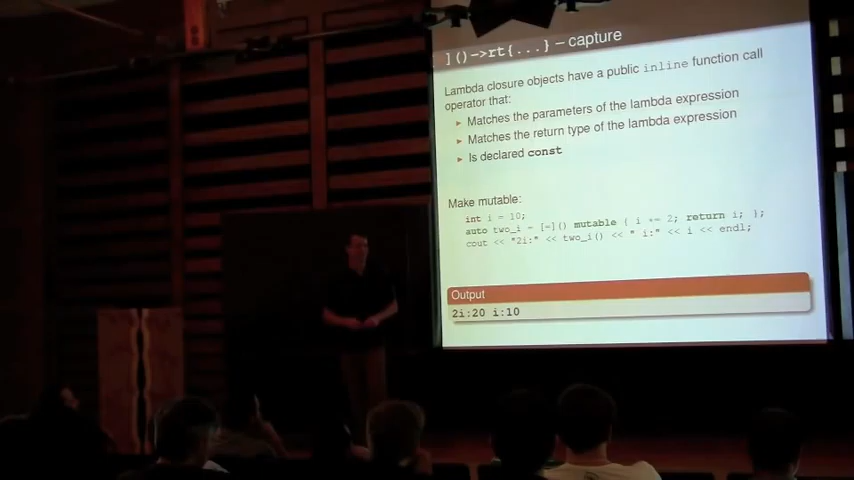 ]()->rt{...} – capture
Lambda closure objects have a public inline function call
operator that:
► Matches the parameters of the lambda expression
► Matches the return type of the lambda expression
► Is declared const
Make mutable:
int i = 10;
auto two_i = [=]() mutable { i *= 2; return i; };
cout << "2i:" << two_i() << " i:" << i << endl;
Output
2i:20 i:10